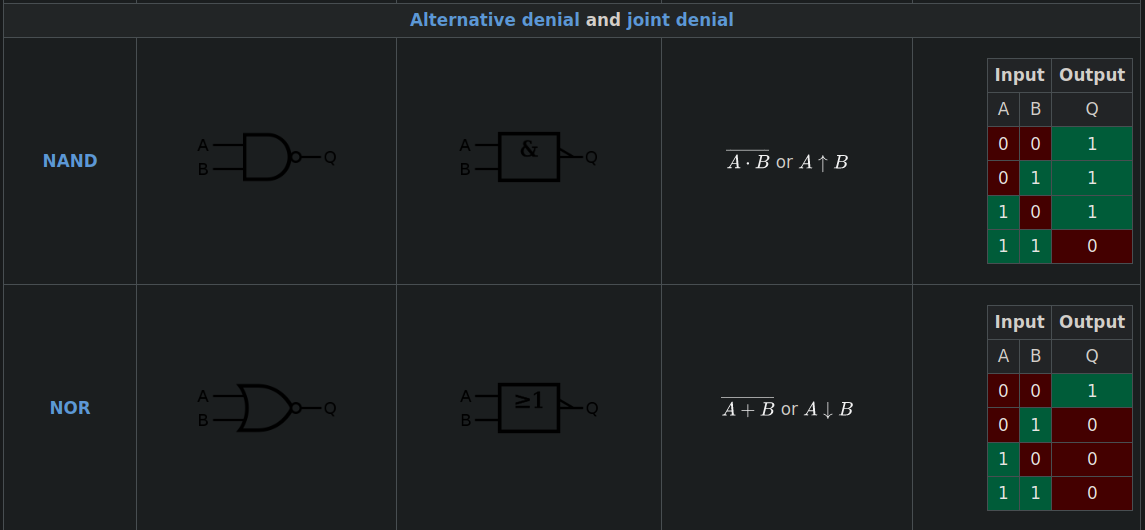 Alternative denial and joint denial
NAND
A
B
Q
A
B
&
Q
$\overline{A \cdot B}$ or $A \uparrow B$
Input Output
A B Q
0 0 1
0 1 1
1 0 1
1 1 0
NOR
A
B
Q
A
B
≥1
Q
$\overline{A + B}$ or $A \downarrow B$
Input Output
A B Q
0 0 1
0 1 0
1 0 0
1 1 0